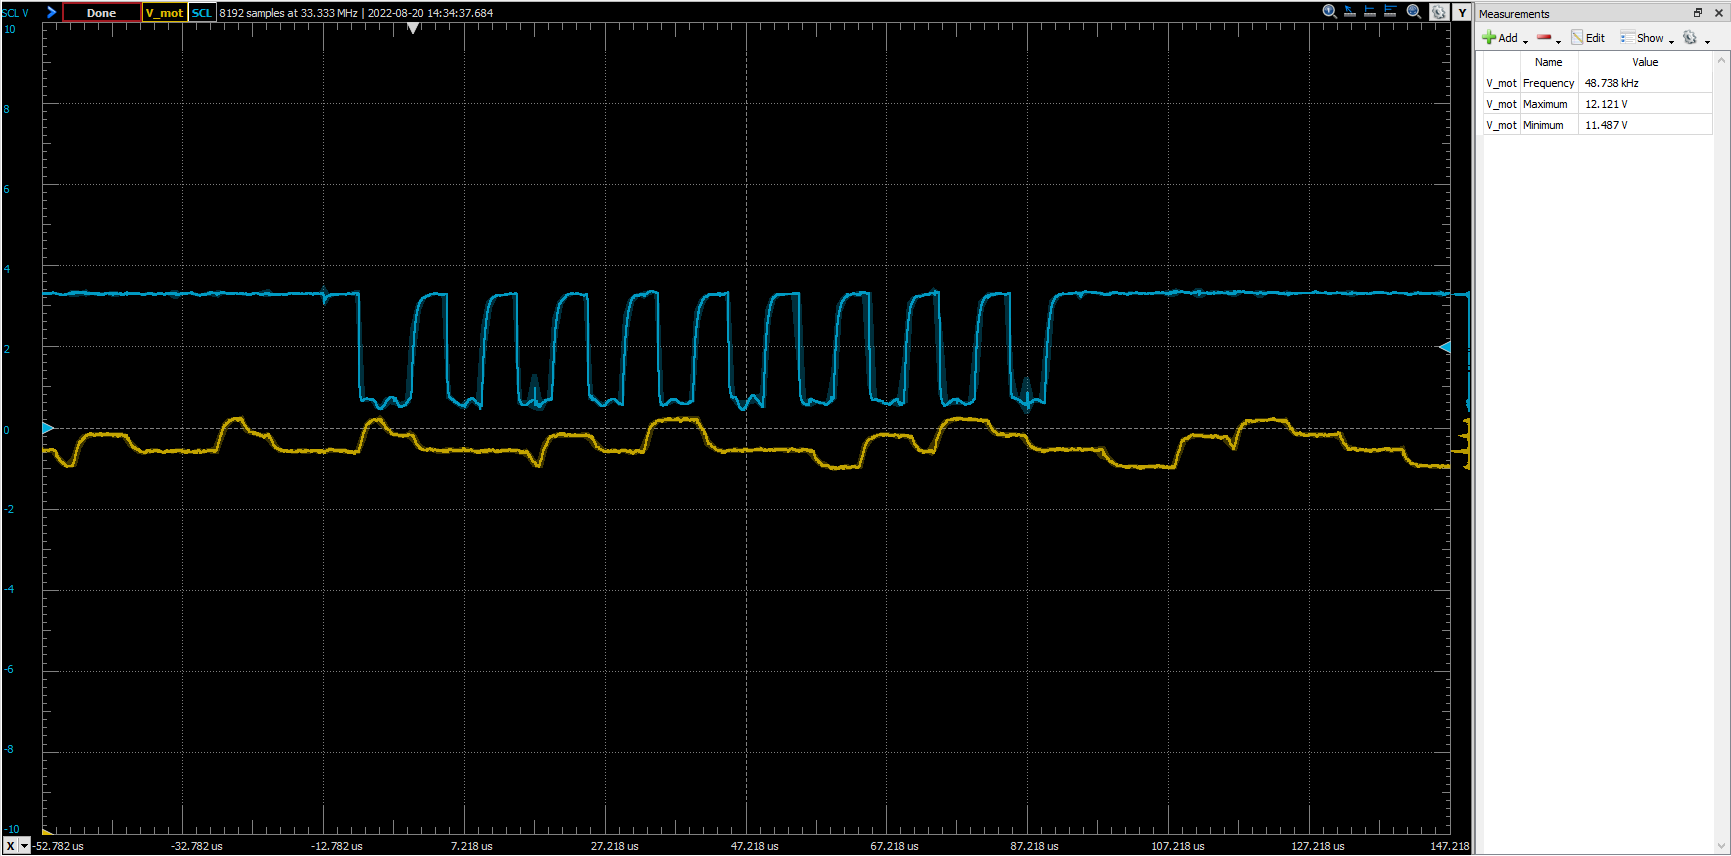 SCL V Done V_mot SCL 8192 samples at 33.333 MHz | 2022-08-20 14:34:37.684 Y
10
8
6
4
2
0
-2
-4
-6
-8
-10
X -52.782 us -32.782 us -12.782 us 7.218 us 27.218 us 47.218 us 67.218 us 87.218 us 107.218 us 127.218 us 147.218 us
Measurements
Add Edit Show
Name Value
V_mot Frequency 48.738 kHz
V_mot Maximum 12.121 V
V_mot Minimum 11.487 V